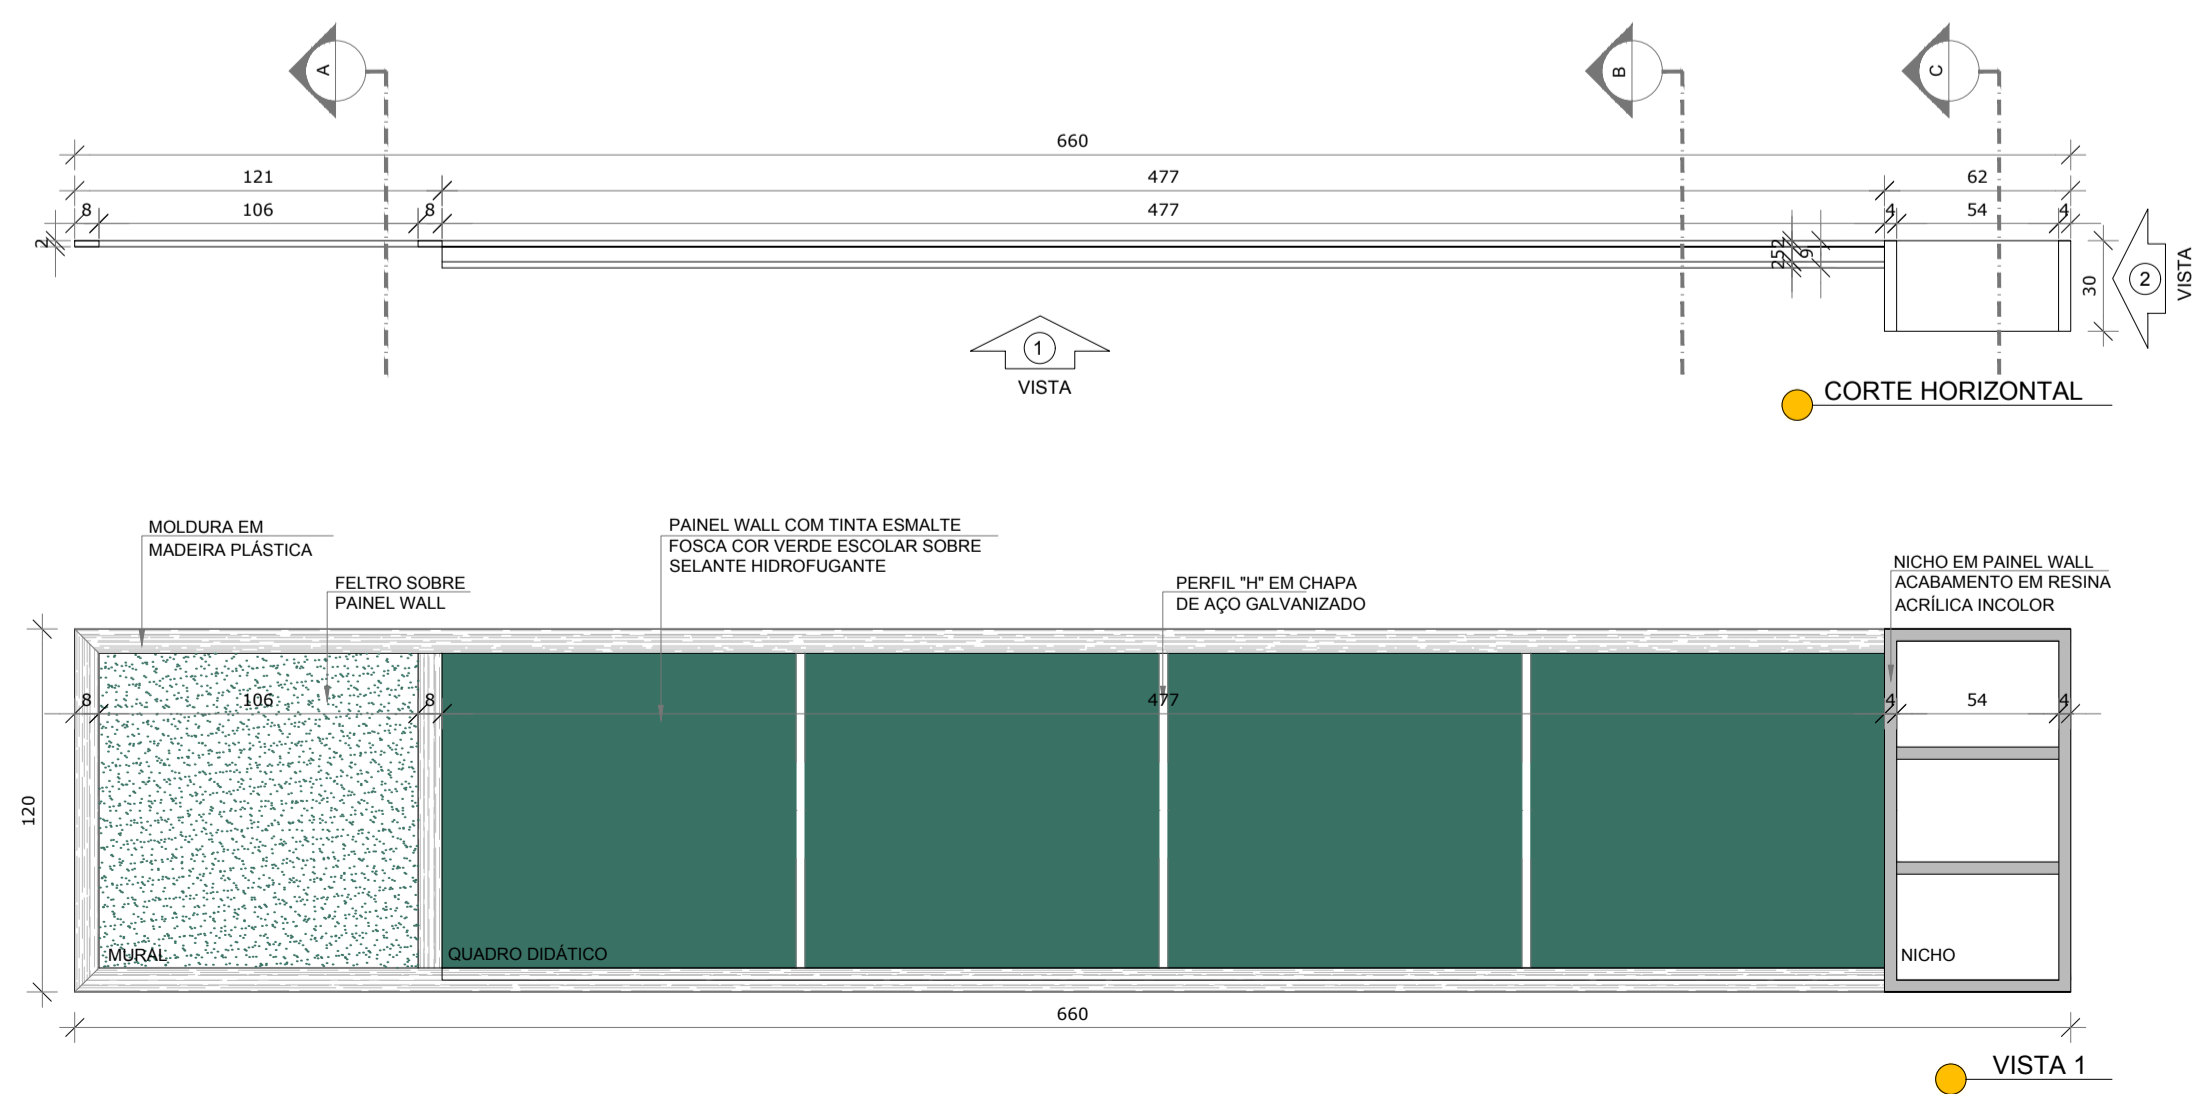 A
B
C
660
121
477
62
8
106
8
477
4
54
4
2
2
5
2
9
30
2
VISTA
1
VISTA
CORTE HORIZONTAL
MOLDURA EM
MADEIRA PLÁSTICA
FELTRO SOBRE
PAINEL WALL
PAINEL WALL COM TINTA ESMALTE
FOSCA COR VERDE ESCOLAR SOBRE
SELANTE HIDROFUGANTE
PERFIL "H" EM CHAPA
DE AÇO GALVANIZADO
NICHO EM PAINEL WALL
ACABAMENTO EM RESINA
ACRÍLICA INCOLOR
8
106
8
477
4
54
4
120
MURAL
QUADRO DIDÁTICO
NICHO
660
VISTA 1